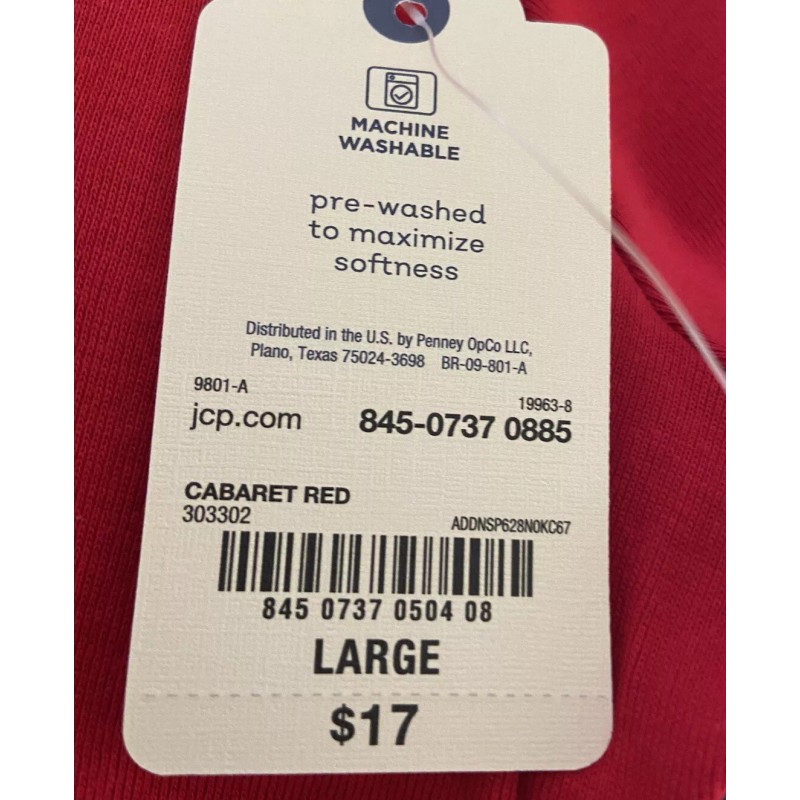 MACHINE
WASHABLE
pre-washed
to maximize
softness
Distributed in the U.S. by Penney OpCo LLC,
Plano, Texas 75024-3698 BR-09-801-A
9801-A
19963-8
jcp.com 845-0737 0885
CABARET RED
303302 ADDNSP628N0KC67
845 0737 0504 08
LARGE
$17